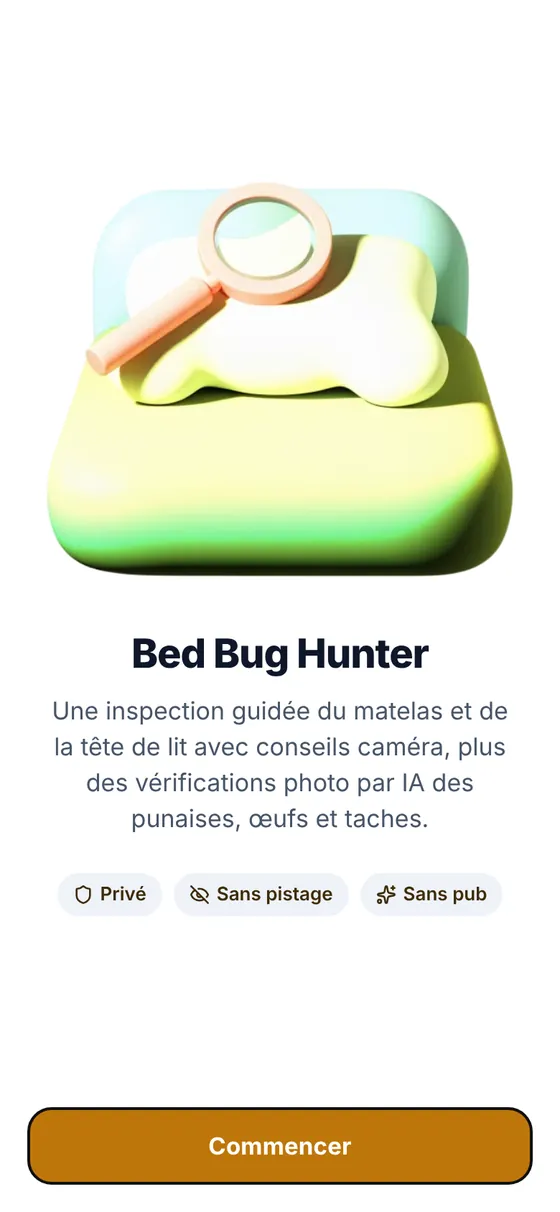 Bed Bug Hunter
Une inspection guidée du matelas et de
la tête de lit avec conseils caméra, plus
des vérifications photo par IA des
punaises, œufs et taches.
Privé
Sans pistage
Sans pub
Commencer